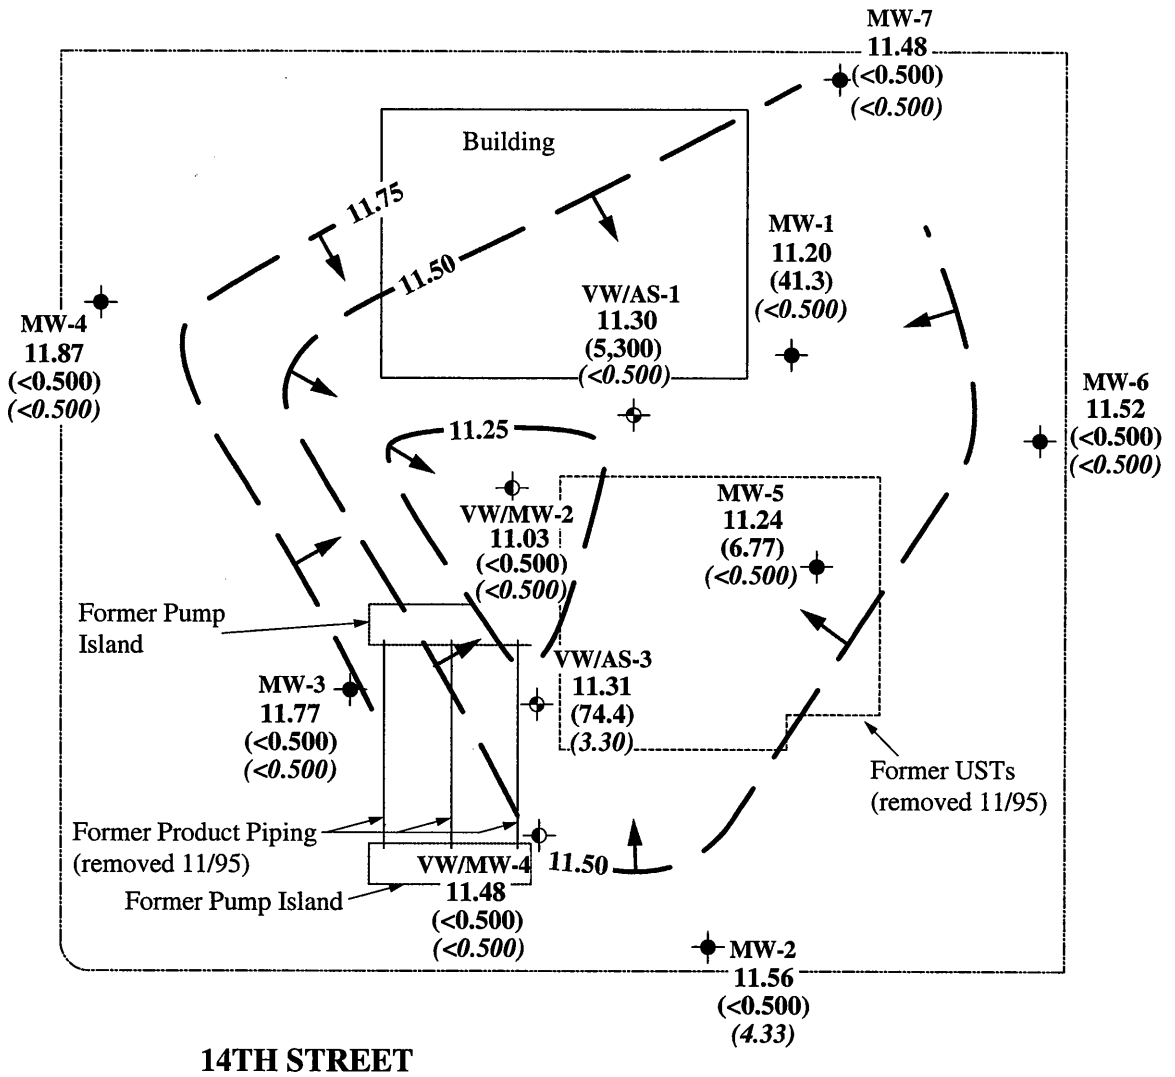 MW-7
11.48
(<0.500)
(<0.500)
Building
11.75
11.50
MW-1
11.20
(41.3)
(<0.500)
VW/AS-1
11.30
(5,300)
(<0.500)
MW-4
11.87
(<0.500)
(<0.500)
MW-6
11.52
(<0.500)
(<0.500)
11.25
VW/MW-2
11.03
(<0.500)
(<0.500)
MW-5
11.24
(6.77)
(<0.500)
Former Pump
Island
MW-3
11.77
(<0.500)
(<0.500)
VW/AS-3
11.31
(74.4)
(3.30)
Former USTs
(removed 11/95)
Former Product Piping
(removed 11/95)
Former Pump Island
VW/MW-4
11.48
(<0.500)
(<0.500)
11.50
MW-2
11.56
(<0.500)
(4.33)
14TH STREET